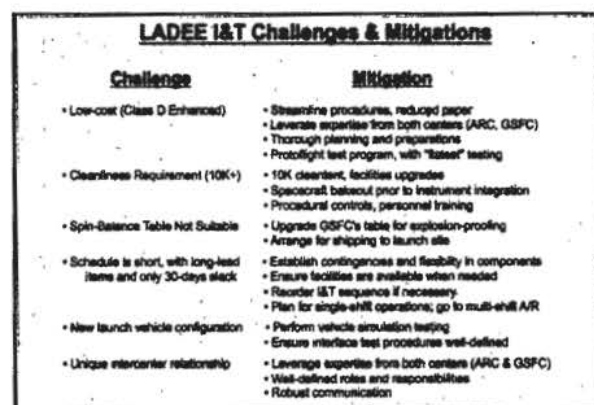 LADEE I&T Challenges & Mitigations
Challenge
Mitigation
• Low-cost (Class D Enhanced)
• Streamline procedures, reduced paper
• Leverate expertise from both centers (ARC, GSFC)
• Thorough planning and preparations
• Protoflight test program, with testing
• Cleanliness Requirement (10K+)
• 10K cleantent, facilities upgrades
• Spacecraft bakeout prior to instrument integration
• Procedural controls, personnel training
• Spin-Balance Table Not Suitable
• Upgrade GSFC's table for explosion-proofing
• Arrange for shipping to launch site
• Schedule is short, with long-lead
items and only 30-days slack
• Establish contingences and flexibility in components
• Ensure facilities are available when needed
• Reorder I&T sequence if necessary.
• Plan for single-shift operations; go to multi-shift A/R
• New launch vehicle configuration
• Perform vehicle simulation testing
• Ensure interface test procedures well-defined
• Unique intercenter relationship
• Leverage expertise from both centers (ARC & GSFC)
• Well-defined roles and responsibilities
• Robust communication